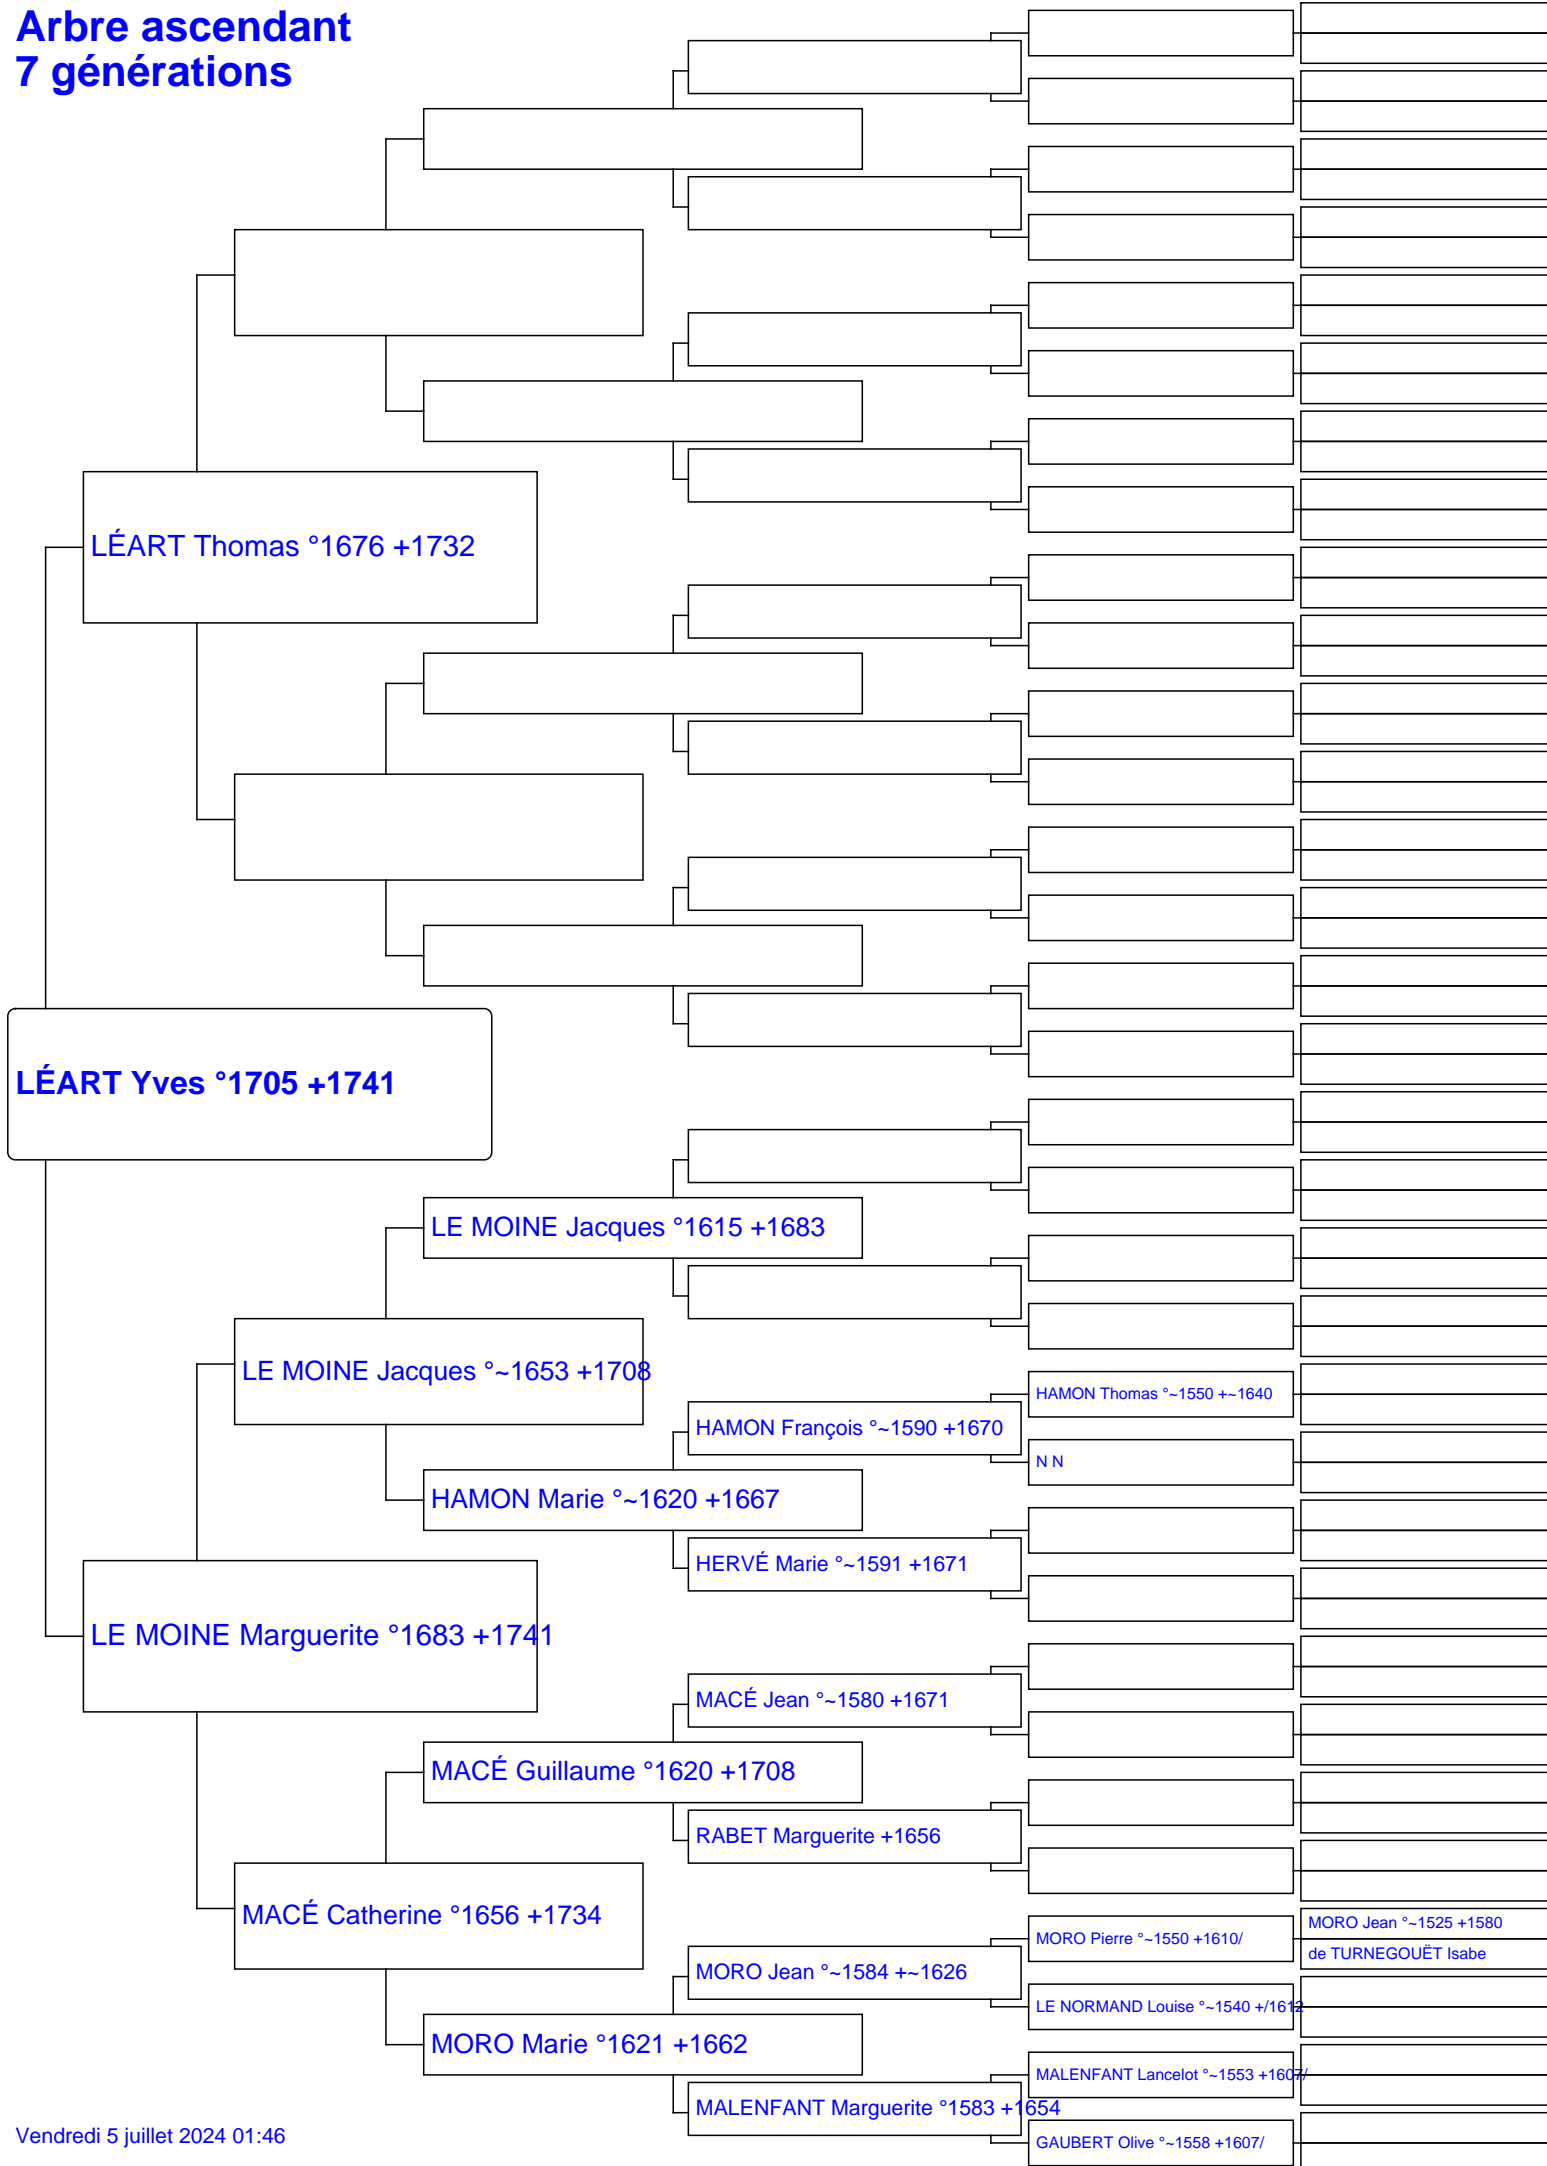 Arbre ascendant
7 générations
LÉART Thomas °1676 +1732
LÉART Yves °1705 +1741
LE MOINE Jacques °1615 +1683
LE MOINE Jacques °~1653 +1708
HAMON Thomas °~1550 +~1640
HAMON François °~1590 +1670
N N
HAMON Marie °~1620 +1667
HERVÉ Marie °~1591 +1671
LE MOINE Marguerite °1683 +1741
MACÉ Jean °~1580 +1671
MACÉ Guillaume °1620 +1708
RABET Marguerite +1656
MACÉ Catherine °1656 +1734
MORO Jean °~1525 +1580
MORO Pierre °~1550 +1610/
de TURNEGOUËT Isabe
MORO Jean °~1584 +~1626
LE NORMAND Louise °~1540 +/1612
MORO Marie °1621 +1662
MALENFANT Lancelot °~1553 +1607/
MALENFANT Marguerite °1583 +1654
GAUBERT Olive °~1558 +1607/
Vendredi 5 juillet 2024 01:46